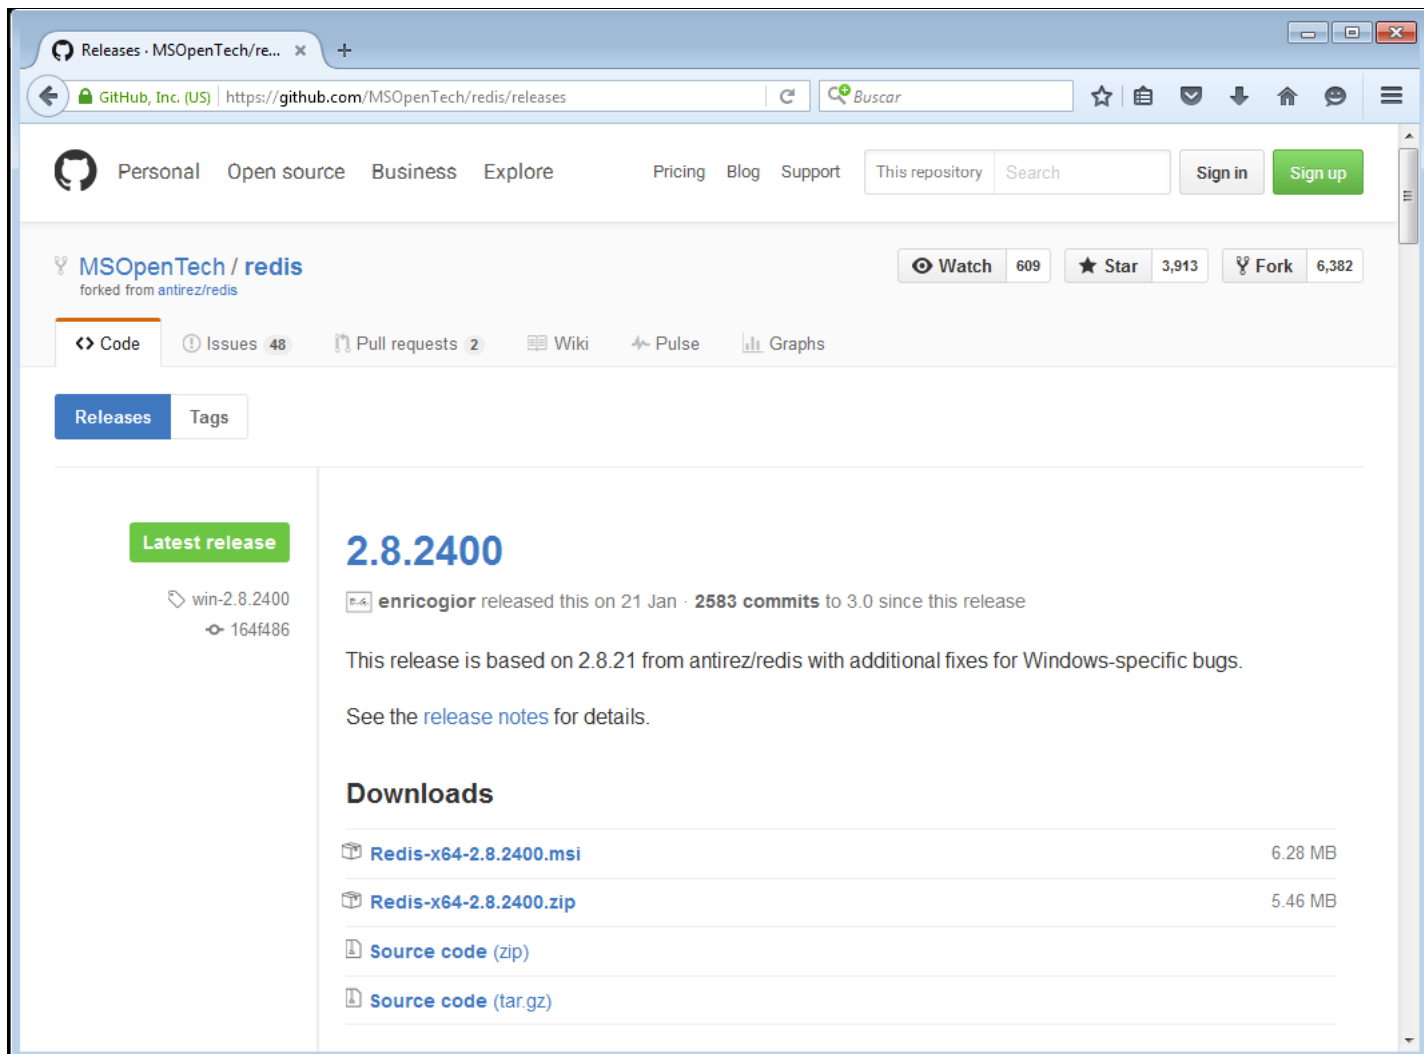 Releases · MSOpenTech/re...
GitHub, Inc. (US) https://github.com/MSOpenTech/redis/releases Buscar
Personal Open source Business Explore Pricing Blog Support This repository Search Sign in Sign up
MSOpenTech / redis Watch 609 Star 3,913 Fork 6,382
forked from antirez/redis
Code Issues 48 Pull requests 2 Wiki Pulse Graphs
Releases Tags
Latest release
win-2.8.2400
164f486
2.8.2400
enricogior released this on 21 Jan · 2583 commits to 3.0 since this release
This release is based on 2.8.21 from antirez/redis with additional fixes for Windows-specific bugs.
See the release notes for details.
Downloads
Redis-x64-2.8.2400.msi 6.28 MB
Redis-x64-2.8.2400.zip 5.46 MB
Source code (zip)
Source code (tar.gz)